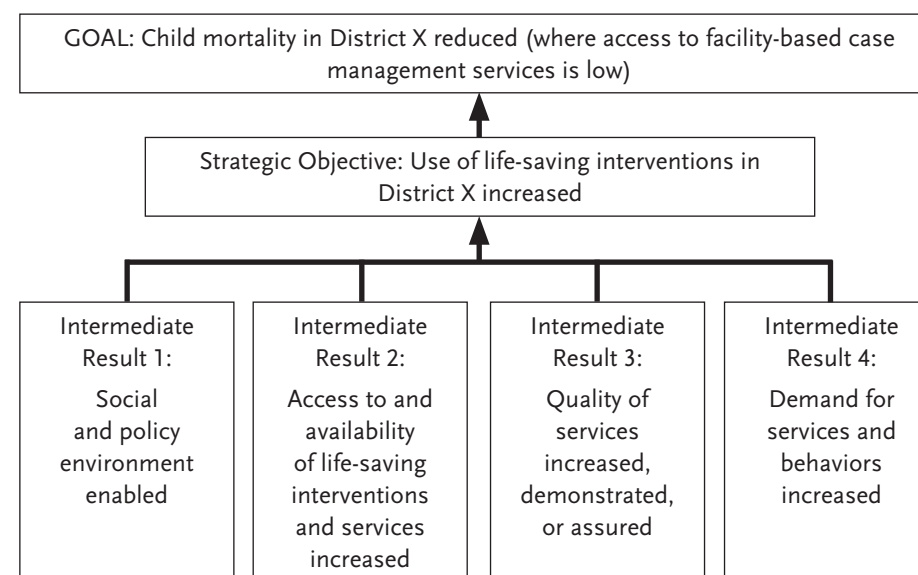 GOAL: Child mortality in District X reduced (where access to facility-based case
management services is low)
Strategic Objective: Use of life-saving interventions in
District X increased
Intermediate
Result 1:
Social
and policy
environment
enabled
Intermediate
Result 2:
Access to and
availability
of life-saving
interventions
and services
increased
Intermediate
Result 3:
Quality of
services
increased,
demonstrated,
or assured
Intermediate
Result 4:
Demand for
services and
behaviors
increased